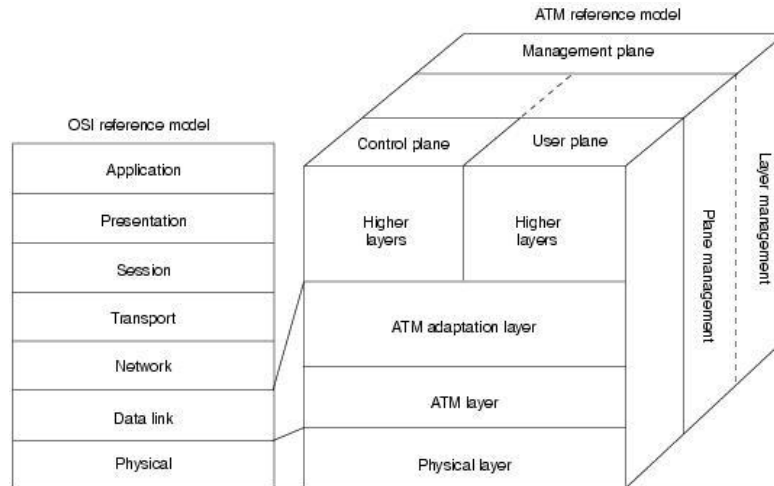 ATM reference model
Management plane
OSI reference model
Control plane
User plane
Application
Presentation
Session
Transport
Network
Data link
Physical
Higher
layers
Higher
layers
ATM adaptation layer
ATM layer
Physical layer
Plane management
Layer management